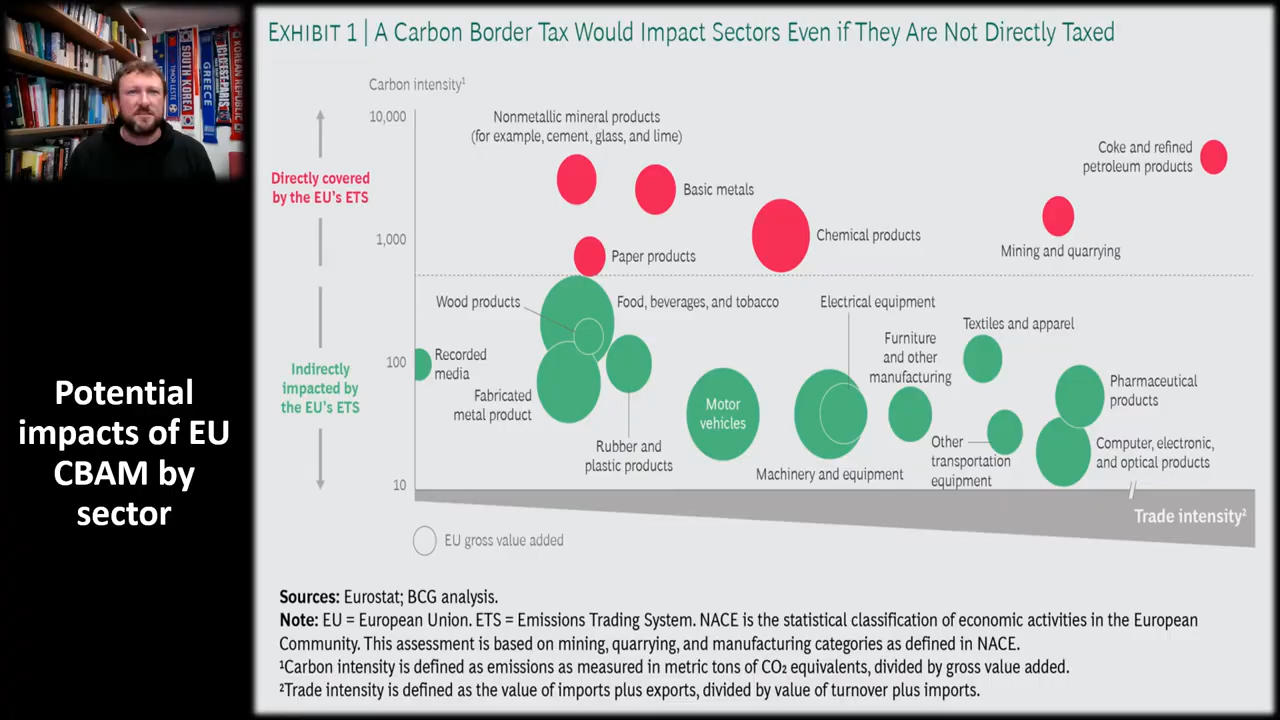 EXHIBIT 1 | A Carbon Border Tax Would Impact Sectors Even if They Are Not Directly Taxed
TIMOR LESTE
SOUTH KOREA
GREECE
KOREAN REPUBLIC
Carbon intensity¹
10,000
1,000
100
10
Directly covered
by the EU's ETS
Indirectly
impacted by
the EU's ETS
Nonmetallic mineral products
(for example, cement, glass, and lime)
Basic metals
Coke and refined
petroleum products
Chemical products
Mining and quarrying
Paper products
Wood products
Food, beverages, and tobacco
Electrical equipment
Textiles and apparel
Furniture
and other
manufacturing
Recorded
media
Fabricated
metal product
Motor
vehicles
Pharmaceutical
products
Rubber and
plastic products
Machinery and equipment
Other
transportation
equipment
Computer, electronic,
and optical products
Trade intensity²
EU gross value added
Potential
impacts of EU
CBAM by
sector
Sources: Eurostat; BCG analysis.
Note: EU = European Union. ETS = Emissions Trading System. NACE is the statistical classification of economic activities in the European
Community. This assessment is based on mining, quarrying, and manufacturing categories as defined in NACE.
¹Carbon intensity is defined as emissions as measured in metric tons of CO₂ equivalents, divided by gross value added.
²Trade intensity is defined as the value of imports plus exports, divided by value of turnover plus imports.